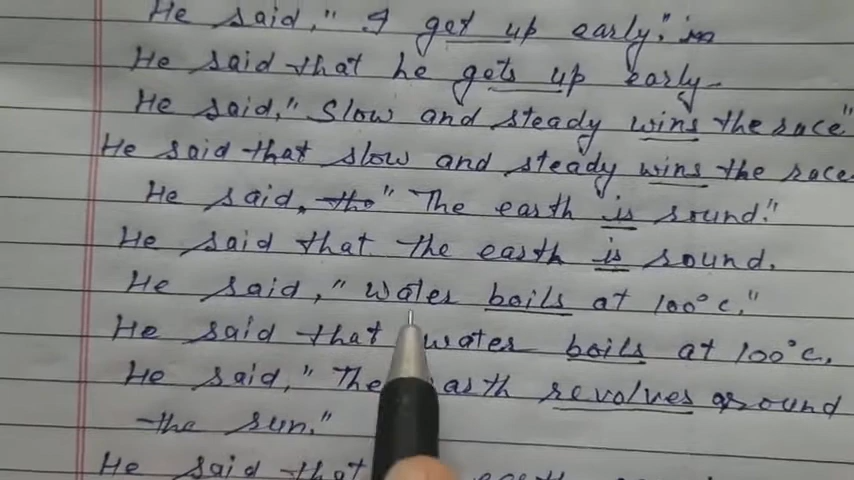 He said," I get up early."
He said that he gets up early.
He said," Slow and steady wins the race"
He said that slow and steady wins the race
He said, " The earth is round."
He said that the earth is round.
He said," water boils at 100°c."
He said that water boils at 100°c.
He said," The earth revolves around
the sun."
He said that